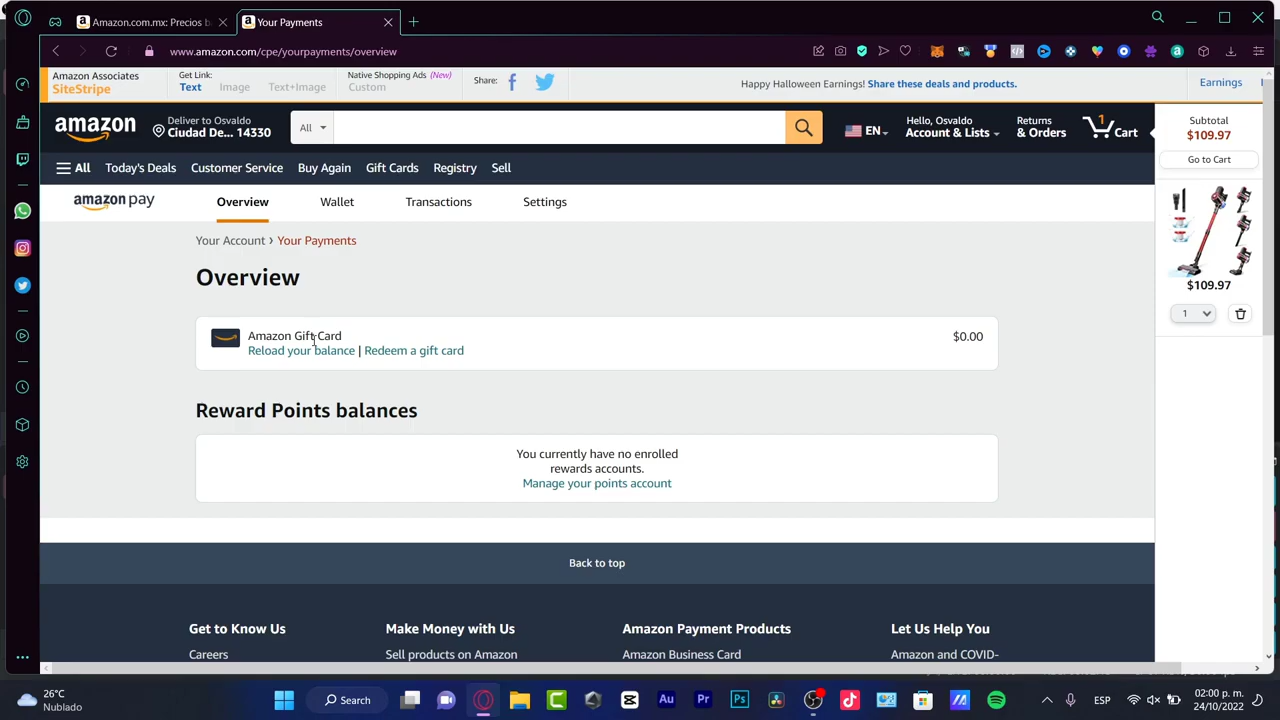 Amazon.com.mx: Precios b
Your Payments
www.amazon.com/cpe/yourpayments/overview
Amazon Associates
SiteStripe
Get Link:
Text Image Text+Image
Native Shopping Ads (New)
Custom
Share:
Happy Halloween Earnings! Share these deals and products.
Earnings
amazon
Deliver to Osvaldo
Ciudad De... 14330
All
EN
Hello, Osvaldo
Account & Lists
Returns
& Orders
1
Cart
Subtotal
$109.97
Go to Cart
All Today's Deals Customer Service Buy Again Gift Cards Registry Sell
amazon pay
Overview Wallet Transactions Settings
Your Account › Your Payments
Overview
Amazon Gift Card
Reload your balance | Redeem a gift card
$0.00
$109.97
1
Reward Points balances
You currently have no enrolled
rewards accounts.
Manage your points account
Back to top
Get to Know Us
Careers
Make Money with Us
Sell products on Amazon
Amazon Payment Products
Amazon Business Card
Let Us Help You
Amazon and COVID-
26°C
Nublado
Search
Au
Pr
Ps
ESP
02:00 p. m.
24/10/2022